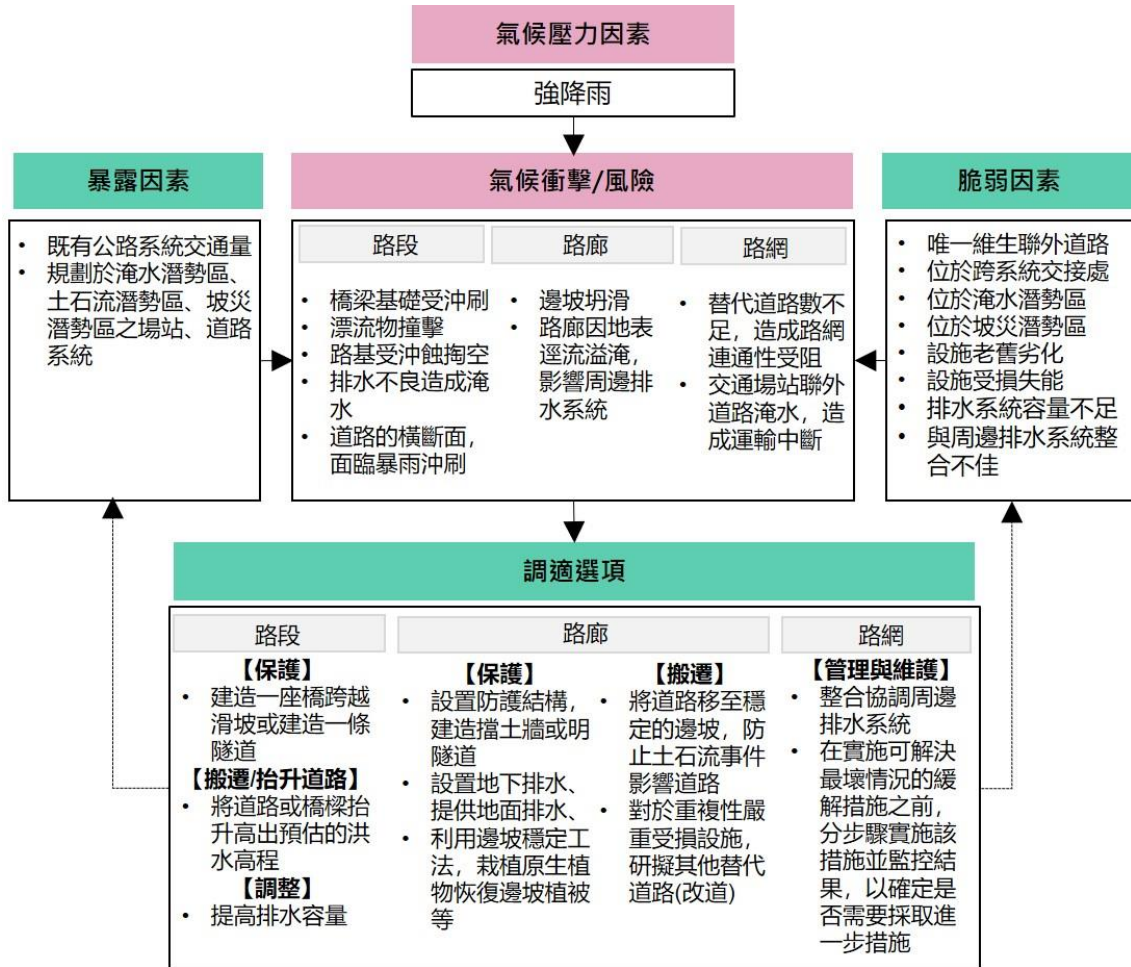 氣候壓力因素
強降雨
暴露因素
• 既有公路系統交通量
• 規劃於淹水潛勢區、
土石流潛勢區、坡災
潛勢區之場站、道路
系統
氣候衝擊/風險
路段
• 橋梁基礎受沖刷
• 漂流物撞擊
• 路基受沖蝕掏空
• 排水不良造成淹
水
• 道路的橫斷面，
面臨暴雨沖刷
路廊
• 邊坡坍滑
• 路廊因地表
逕流溢淹，
影響周邊排
水系統
路網
• 替代道路數不
足，造成路網
連通性受阻
• 交通場站聯外
道路淹水，造
成運輸中斷
脆弱因素
• 唯一維生聯外道路
• 位於跨系統交接處
• 位於淹水潛勢區
• 位於坡災潛勢區
• 設施老舊劣化
• 設施受損失能
• 排水系統容量不足
• 與周邊排水系統整
合不佳
調適選項
路段
【保護】
• 建造一座橋跨越
滑坡或建造一條
隧道
【搬遷/抬升道路】
• 將道路或橋樑抬
升高出預估的洪
水高程
【調整】
• 提高排水容量
路廊
【保護】
• 設置防護結構，
建造擋土牆或明
隧道
• 設置地下排水、
提供地面排水、
• 利用邊坡穩定工
法，栽植原生植
物恢復邊坡植被
等
【搬遷】
• 將道路移至穩
定的邊坡，防
止土石流事件
影響道路
• 對於重複性嚴
重受損設施，
研擬其他替代
道路(改道)
路網
【管理與維護】
• 整合協調周邊
排水系統
• 在實施可解決
最壞情況的緩
解措施之前，
分步驟實施該
措施並監控結
果，以確定是
否需要採取進
一步措施